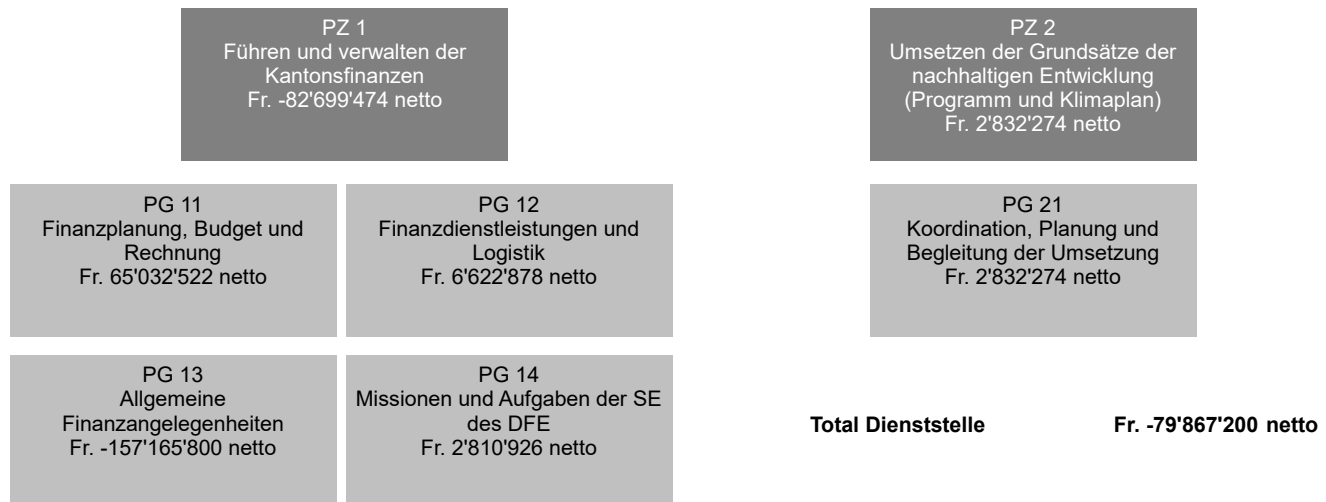 PZ 1
Führen und verwalten der
Kantonsfinanzen
Fr. -82'699'474 netto
PZ 2
Umsetzen der Grundsätze der
nachhaltigen Entwicklung
(Programm und Klimaplan)
Fr. 2'832'274 netto
PG 11
Finanzplanung, Budget und
Rechnung
Fr. 65'032'522 netto
PG 12
Finanzdienstleistungen und
Logistik
Fr. 6'622'878 netto
PG 21
Koordination, Planung und
Begleitung der Umsetzung
Fr. 2'832'274 netto
PG 13
Allgemeine
Finanzangelegenheiten
Fr. -157'165'800 netto
PG 14
Missionen und Aufgaben der SE
des DFE
Fr. 2'810'926 netto
Total Dienststelle Fr. -79'867'200 netto